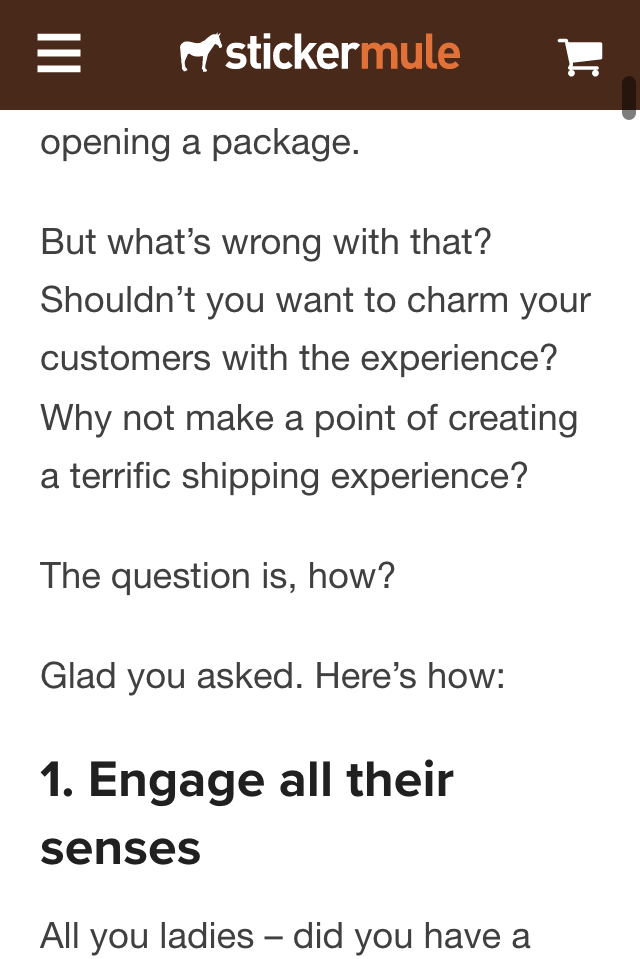 stickermule
opening a package.
But what’s wrong with that?
Shouldn’t you want to charm your
customers with the experience?
Why not make a point of creating
a terrific shipping experience?
The question is, how?
Glad you asked. Here’s how:
1. Engage all their
senses
All you ladies – did you have a